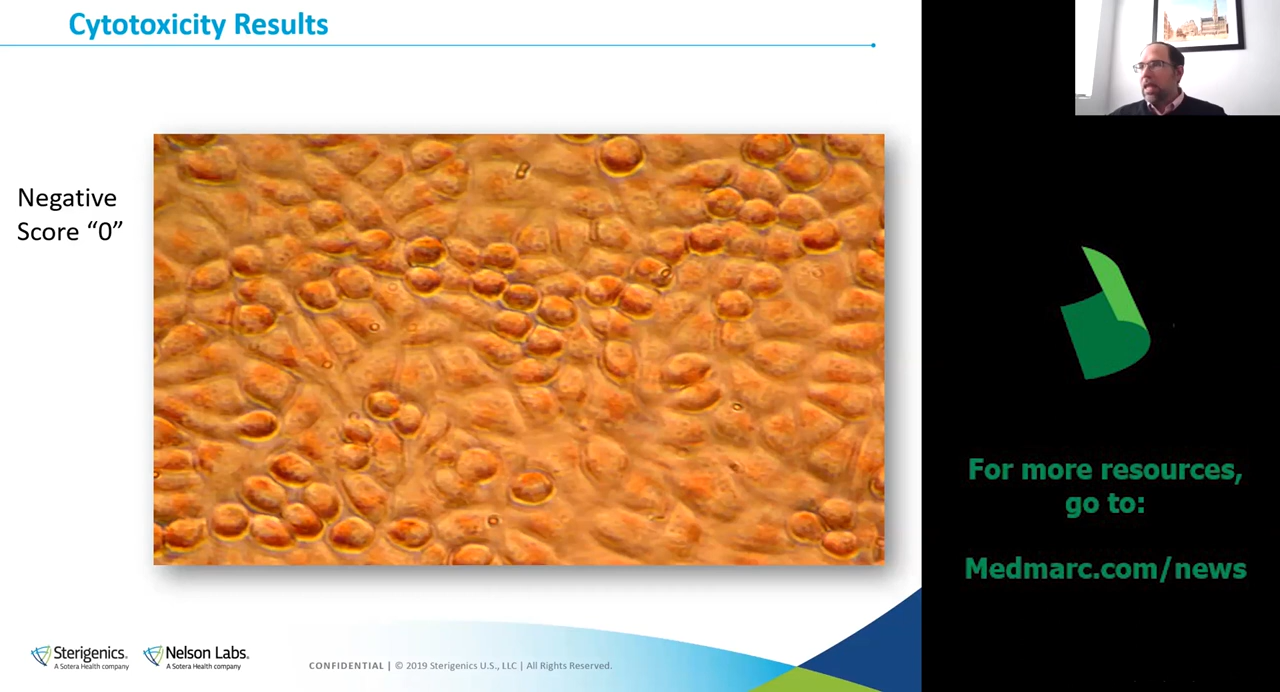 Cytotoxicity Results
Negative
Score “0”
Sterigenics.
A Sotera Health company
Nelson Labs.
A Sotera Health company
CONFIDENTIAL | © 2019 Sterigenics U.S., LLC | All Rights Reserved.
For more resources,
go to:
Medmarc.com/news